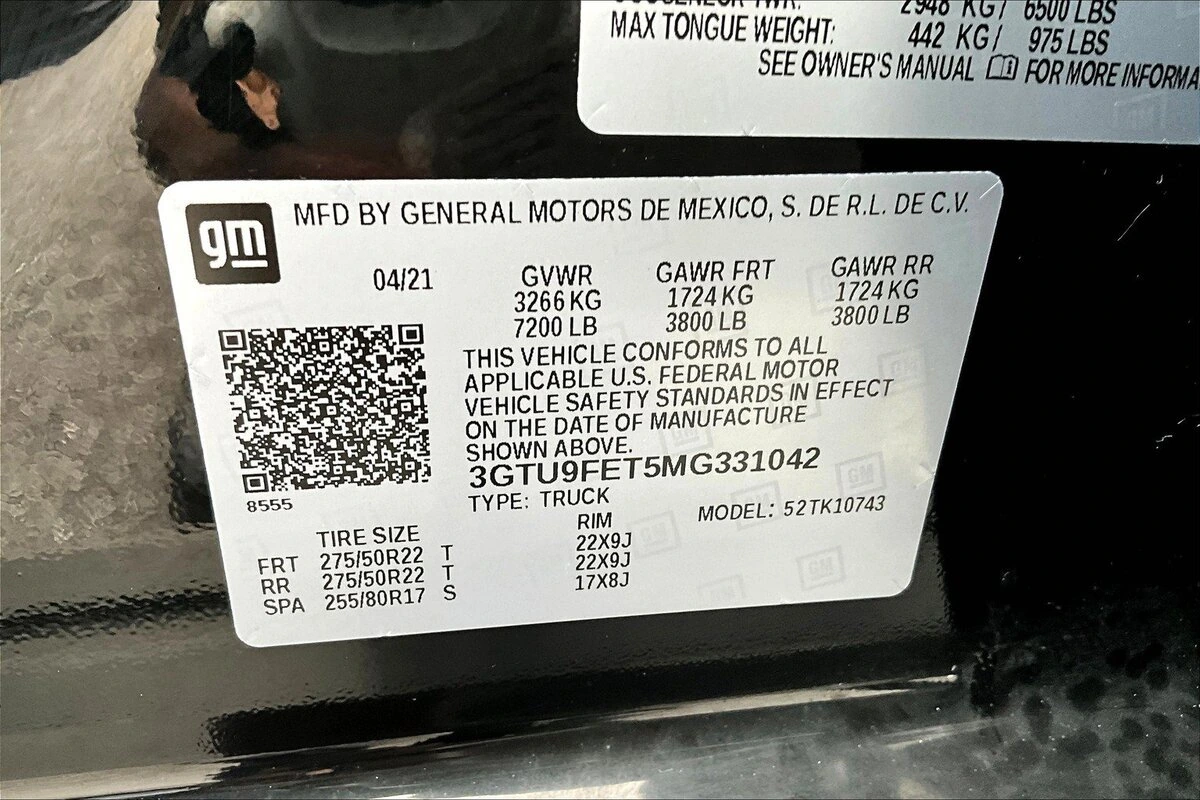 2948 KG/ 6500 LBS
MAX TONGUE WEIGHT: 442 KG/ 975 LBS
SEE OWNER'S MANUAL FOR MORE
gm
MFD BY GENERAL MOTORS DE MEXICO, S. DE R.L. DE C.V.
04/21 GVWR GAWR FRT GAWR RR
3266 KG 1724 KG 1724 KG
7200 LB 3800 LB 3800 LB
THIS VEHICLE CONFORMS TO ALL
APPLICABLE U.S. FEDERAL MOTOR
VEHICLE SAFETY STANDARDS IN EFFECT
ON THE DATE OF MANUFACTURE
SHOWN ABOVE.
3GTU9FET5MG331042
8555
TYPE: TRUCK MODEL: 52TK10743
TIRE SIZE RIM
FRT 275/50R22 T 22X9J
RR 275/50R22 T 22X9J
SPA 255/80R17 S 17X8J